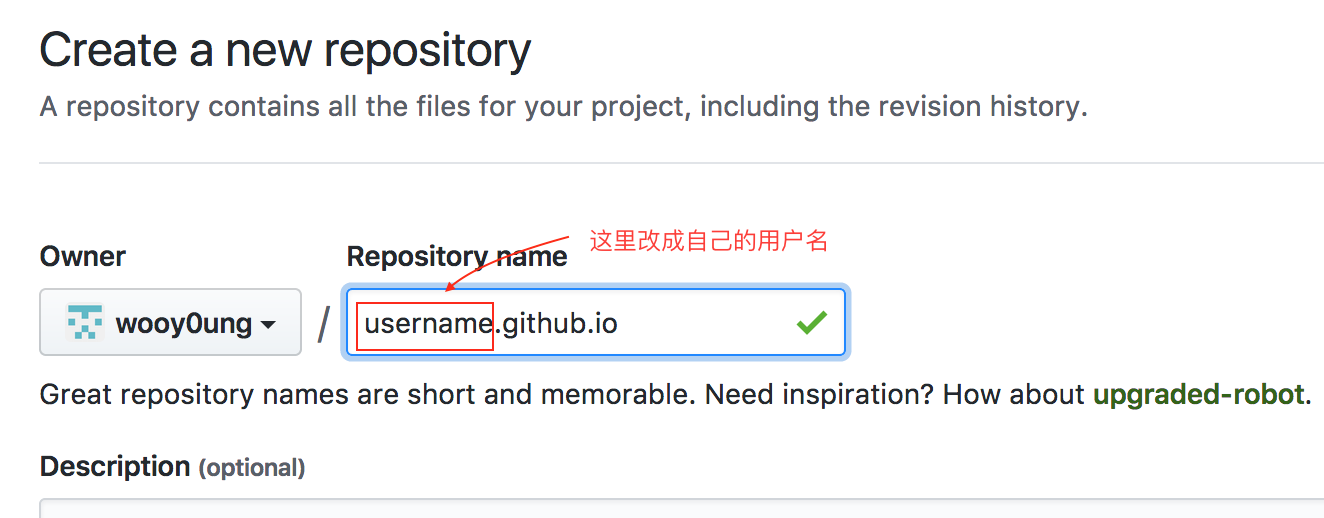 Create a new repository
A repository contains all the files for your project, including the revision history.
这里改成自己的用户名
Owner
Repository name
wooy0ung / username.github.io
Great repository names are short and memorable. Need inspiration? How about upgraded-robot.
Description (optional)